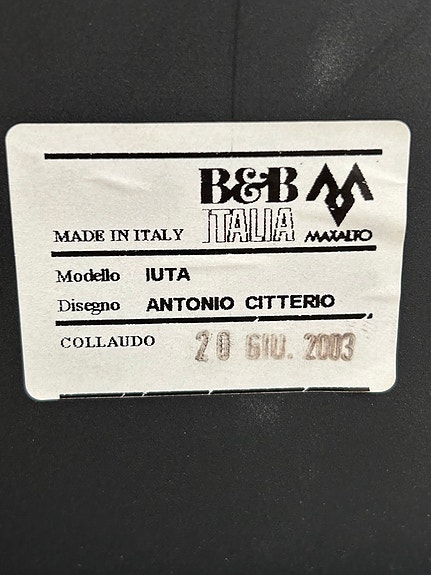 B&B
MADE IN ITALY ITALIA MAXALTO
Modello IUTA
Disegno ANTONIO CITTERIO
COLLAUDO 20 GIU. 2003